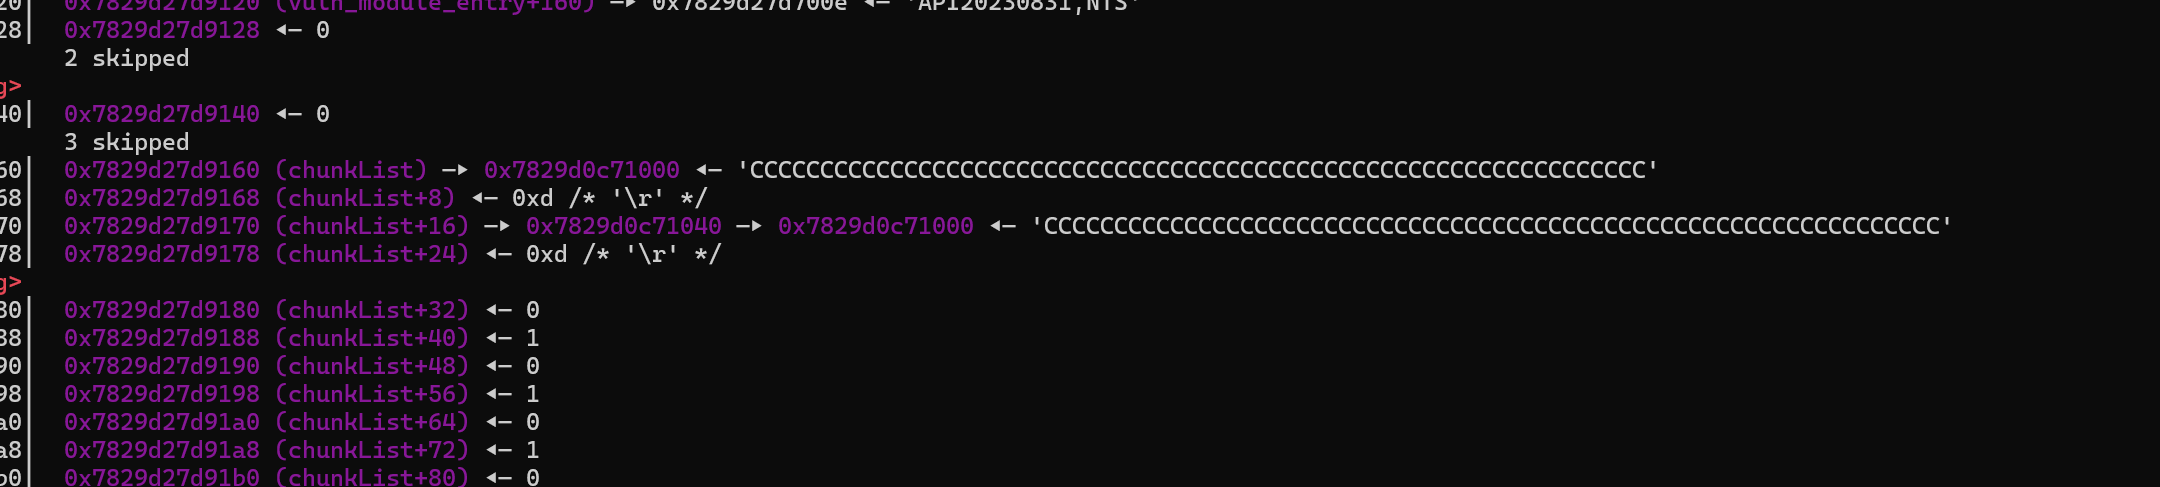 20│ 0x7829d27d9120 (vuln_module_entry+160) —▸ 0x7829d27d700e ◂— 'API20230831,NTS'
28│ 0x7829d27d9128 ◂— 0
2 skipped
g>
40│ 0x7829d27d9140 ◂— 0
3 skipped
60│ 0x7829d27d9160 (chunkList) —▸ 0x7829d0c71000 ◂— 'CCCCCCCCCCCCCCCCCCCCCCCCCCCCCCCCCCCCCCCCCCCCCCCCCCCCCCCCCCCCCCCC'
68│ 0x7829d27d9168 (chunkList+8) ◂— 0xd /* '\r' */
70│ 0x7829d27d9170 (chunkList+16) —▸ 0x7829d0c71040 —▸ 0x7829d0c71000 ◂— 'CCCCCCCCCCCCCCCCCCCCCCCCCCCCCCCCCCCCCCCCCCCCCCCCCCCCCCCCCCCCCCCC'
78│ 0x7829d27d9178 (chunkList+24) ◂— 0xd /* '\r' */
g>
80│ 0x7829d27d9180 (chunkList+32) ◂— 0
88│ 0x7829d27d9188 (chunkList+40) ◂— 1
90│ 0x7829d27d9190 (chunkList+48) ◂— 0
98│ 0x7829d27d9198 (chunkList+56) ◂— 1
a0│ 0x7829d27d91a0 (chunkList+64) ◂— 0
a8│ 0x7829d27d91a8 (chunkList+72) ◂— 1
b0│ 0x7829d27d91b0 (chunkList+80) ◂— 0